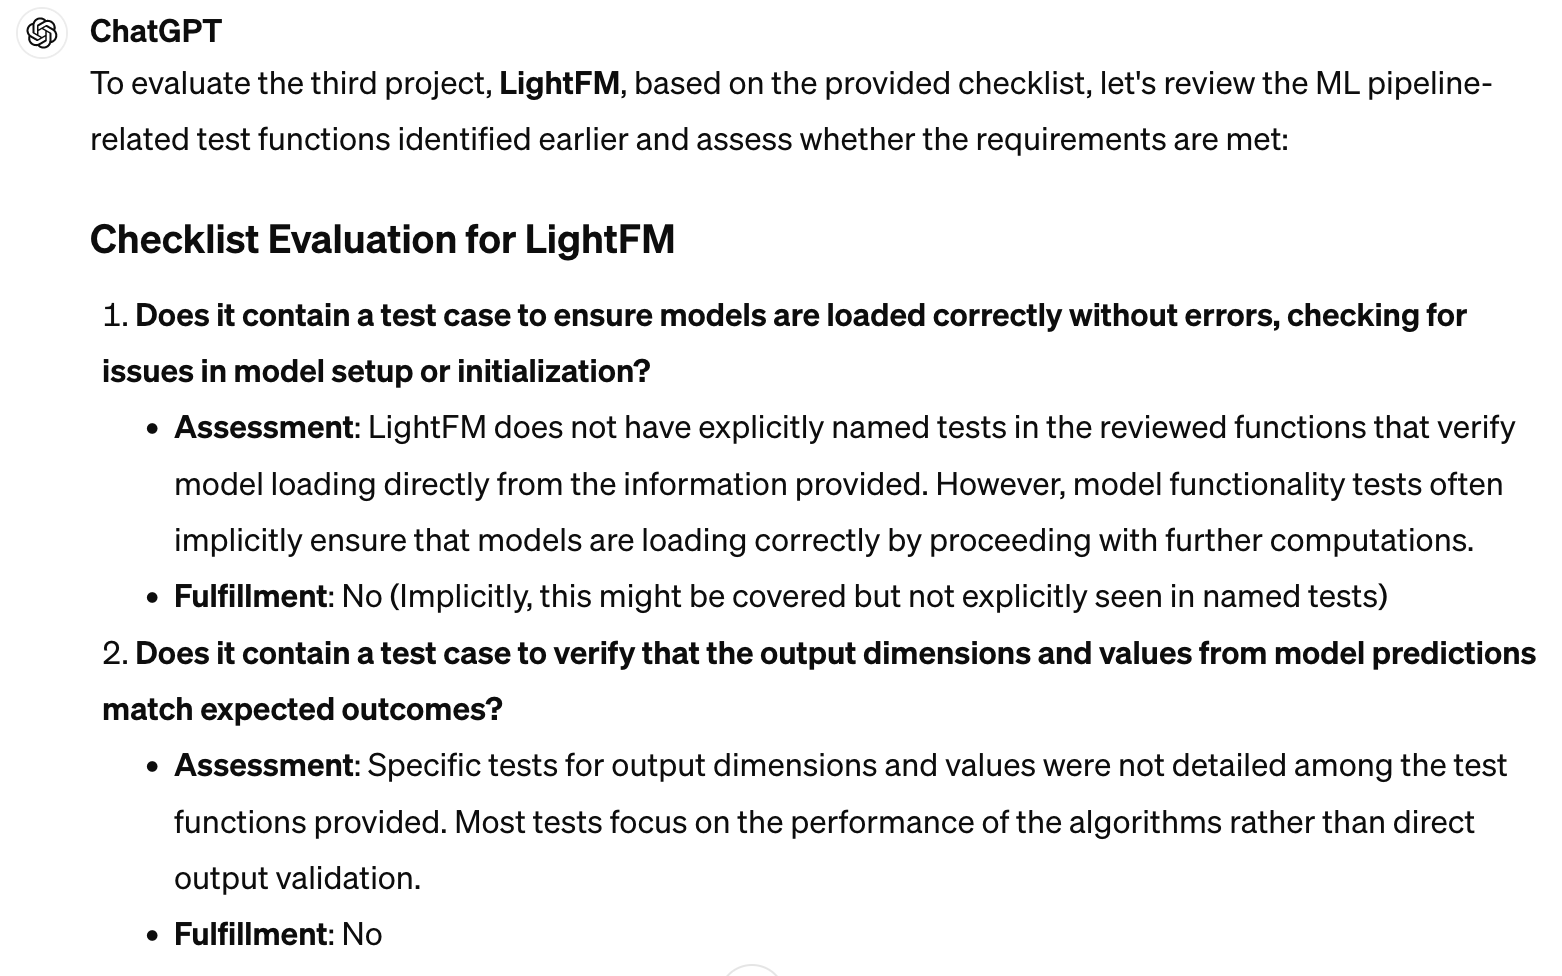 ChatGPT
To evaluate the third project, LightFM, based on the provided checklist, let's review the ML pipeline-
related test functions identified earlier and assess whether the requirements are met:
Checklist Evaluation for LightFM
1. Does it contain a test case to ensure models are loaded correctly without errors, checking for
issues in model setup or initialization?
• Assessment: LightFM does not have explicitly named tests in the reviewed functions that verify
model loading directly from the information provided. However, model functionality tests often
implicitly ensure that models are loading correctly by proceeding with further computations.
• Fulfillment: No (Implicitly, this might be covered but not explicitly seen in named tests)
2. Does it contain a test case to verify that the output dimensions and values from model predictions
match expected outcomes?
• Assessment: Specific tests for output dimensions and values were not detailed among the test
functions provided. Most tests focus on the performance of the algorithms rather than direct
output validation.
• Fulfillment: No